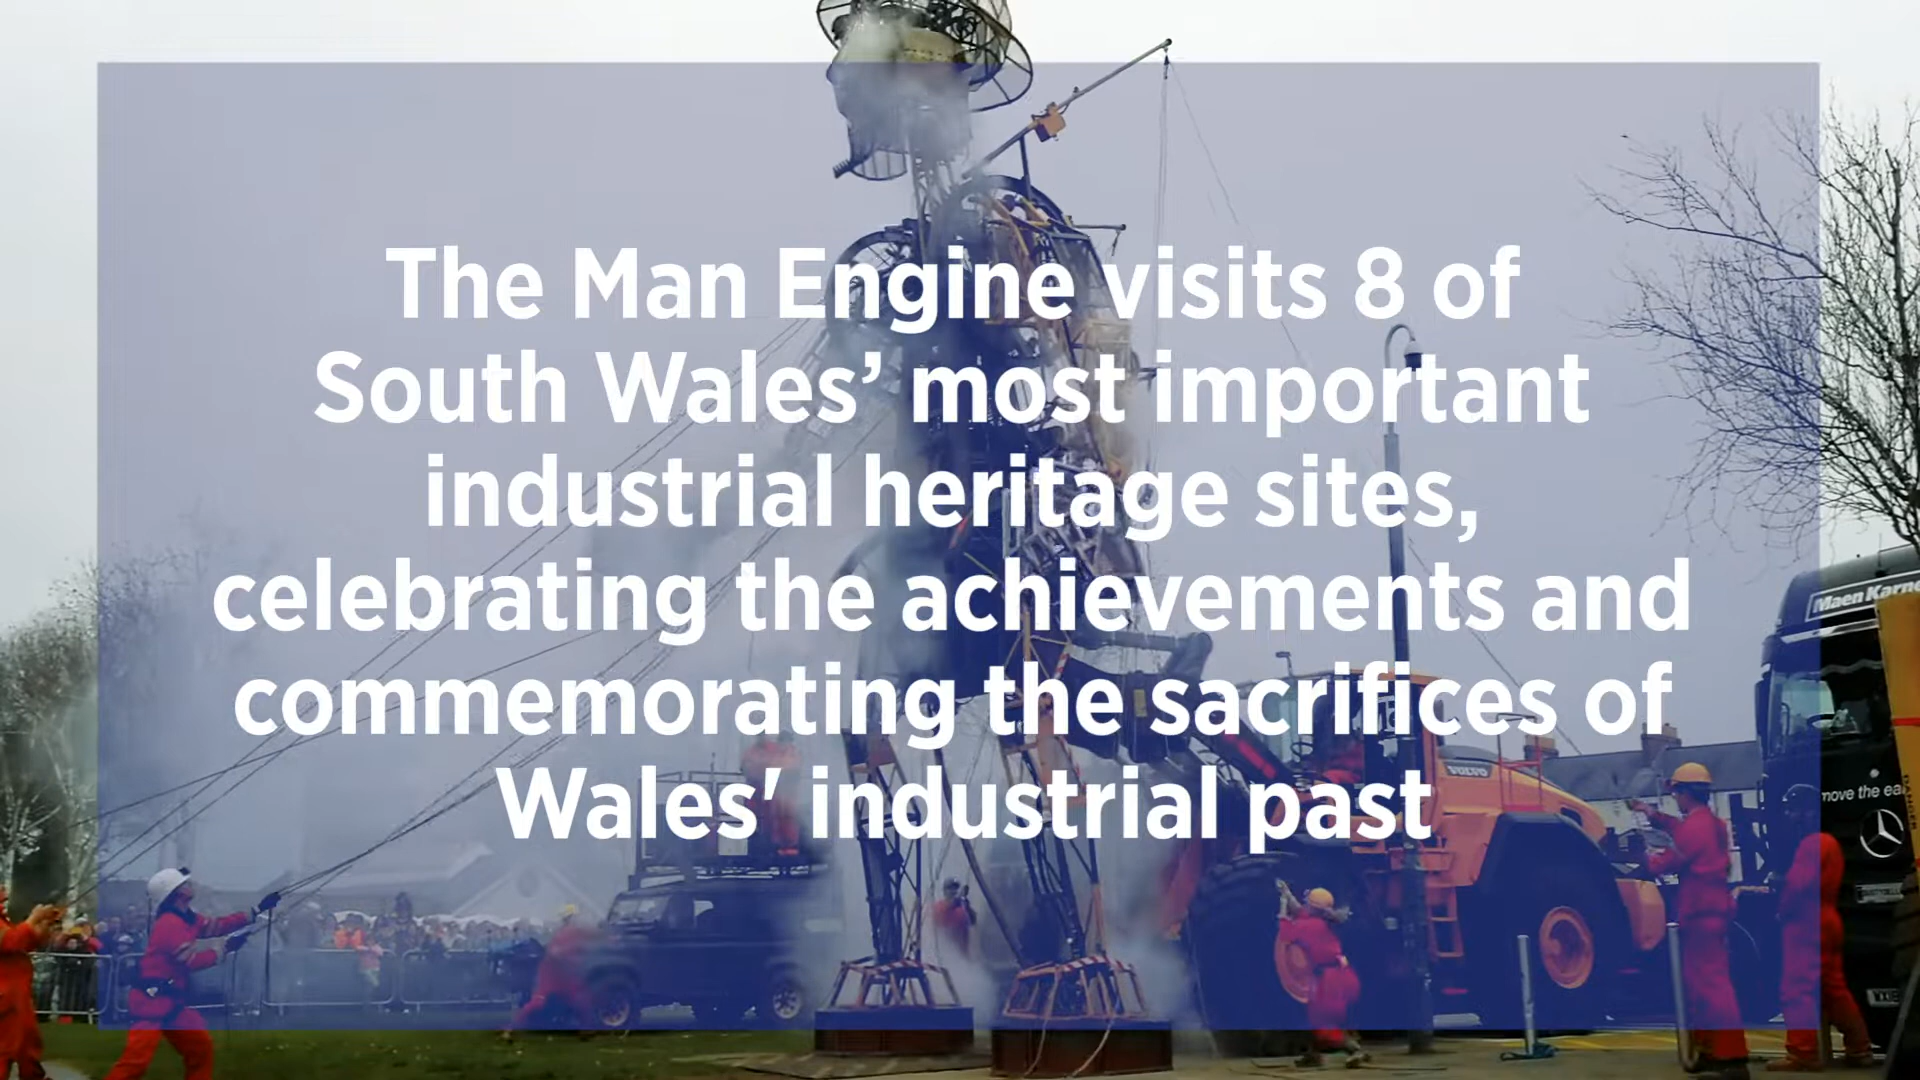 The Man Engine visits 8 of
South Wales’ most important
industrial heritage sites,
celebrating the achievements and
commemorating the sacrifices of
Wales' industrial past
Maen Karne
move the ea
VOLVO